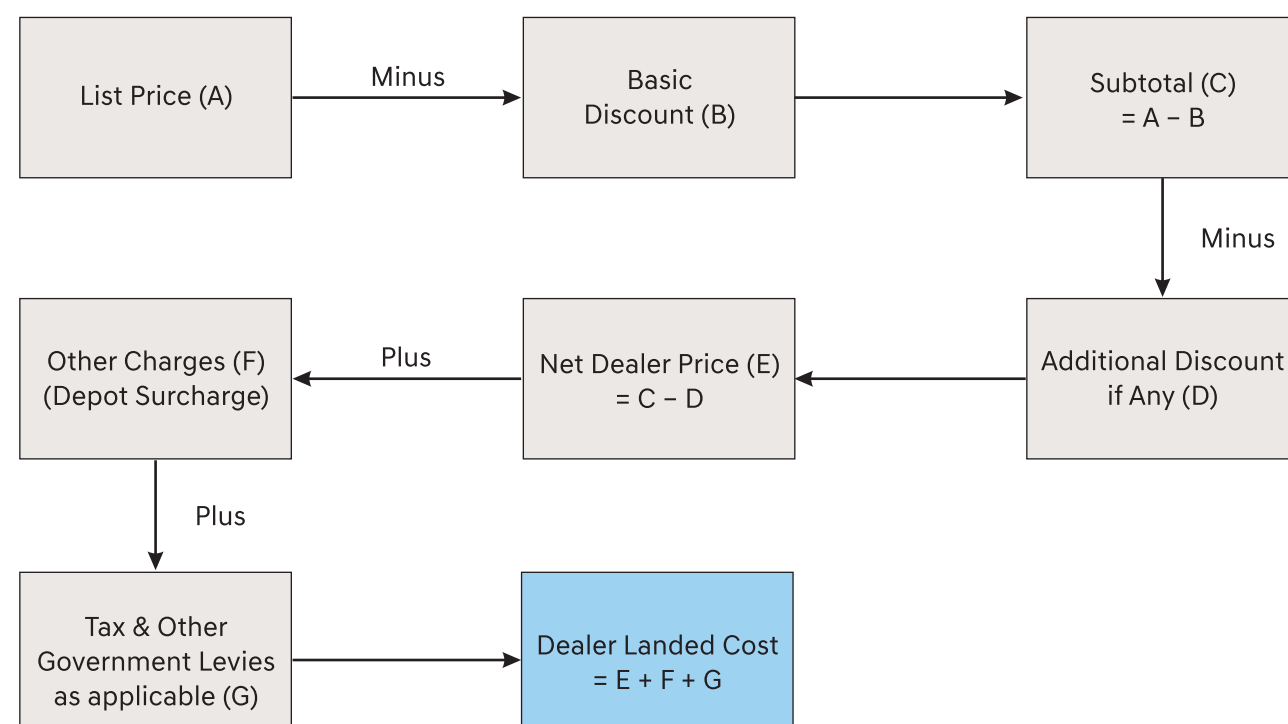 List Price (A)
Minus
Basic
Discount (B)
Subtotal (C)
= A – B
Minus
Additional Discount
if Any (D)
Net Dealer Price (E)
= C – D
Plus
Other Charges (F)
(Depot Surcharge)
Plus
Tax & Other
Government Levies
as applicable (G)
Dealer Landed Cost
= E + F + G